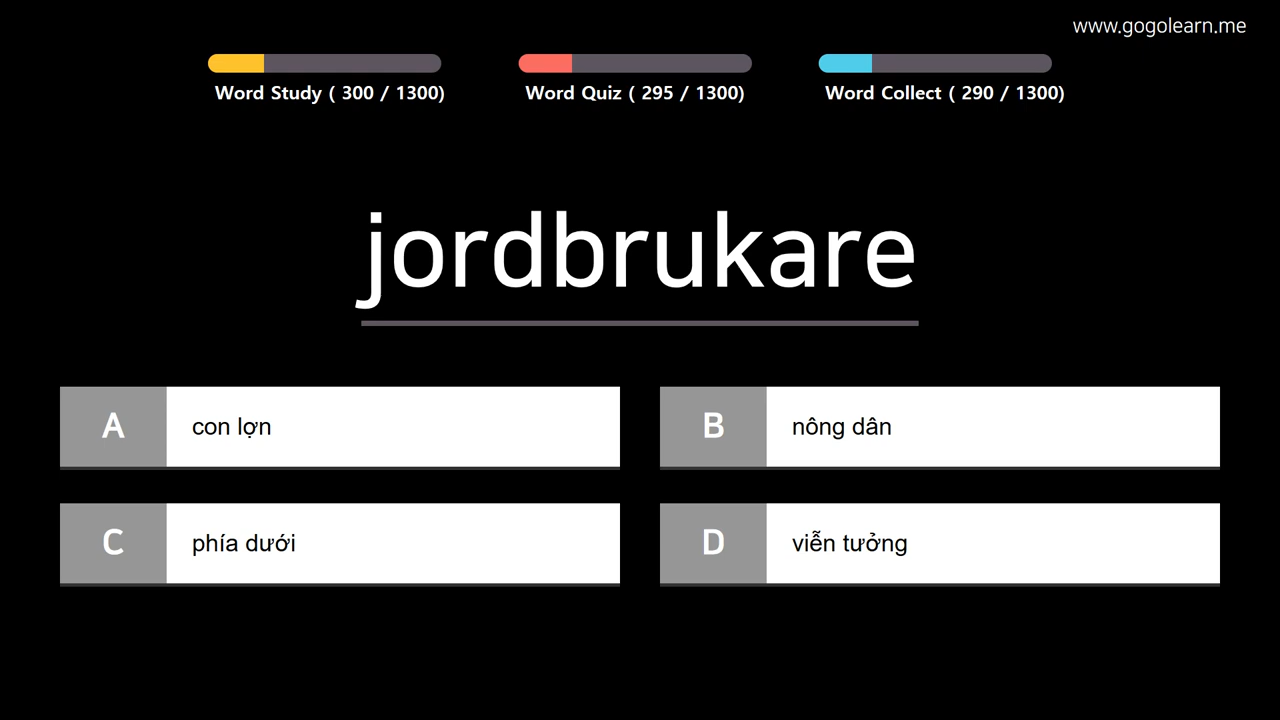 www.gogolearn.me
Word Study ( 300 / 1300)
Word Quiz ( 295 / 1300)
Word Collect ( 290 / 1300)
jordbrukare
A con lợn
B nông dân
C phía dưới
D viễn tưởng